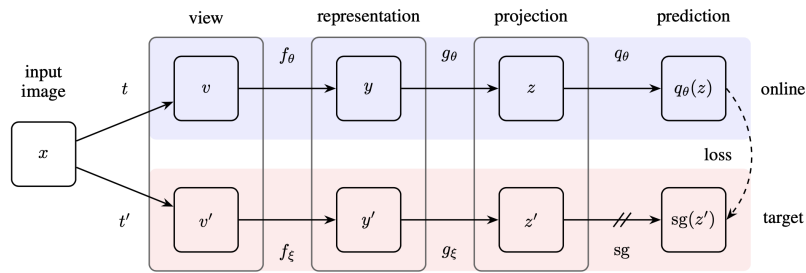 view
representation
projection
prediction
input
image
t
f_θ
g_θ
q_θ
v
y
z
q_θ(z)
online
x
loss
t′
v′
y′
z′
sg(z′)
target
f_ξ
g_ξ
sg